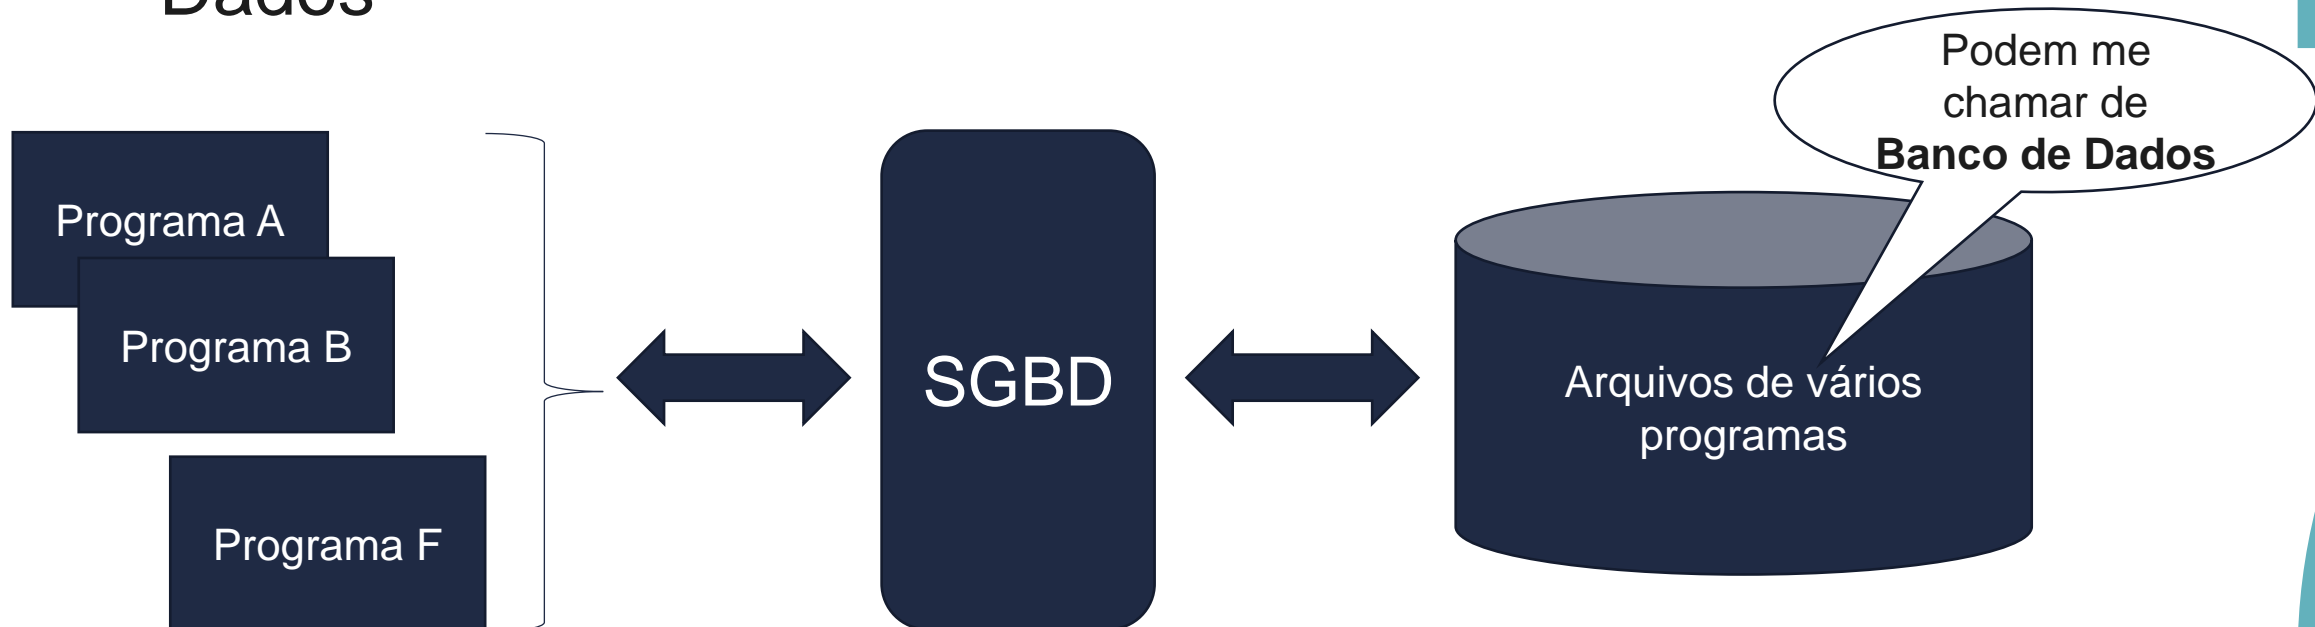 Dados
Podem me
chamar de
Banco de Dados
Programa A
Programa B
Programa F
SGBD
Arquivos de vários
programas